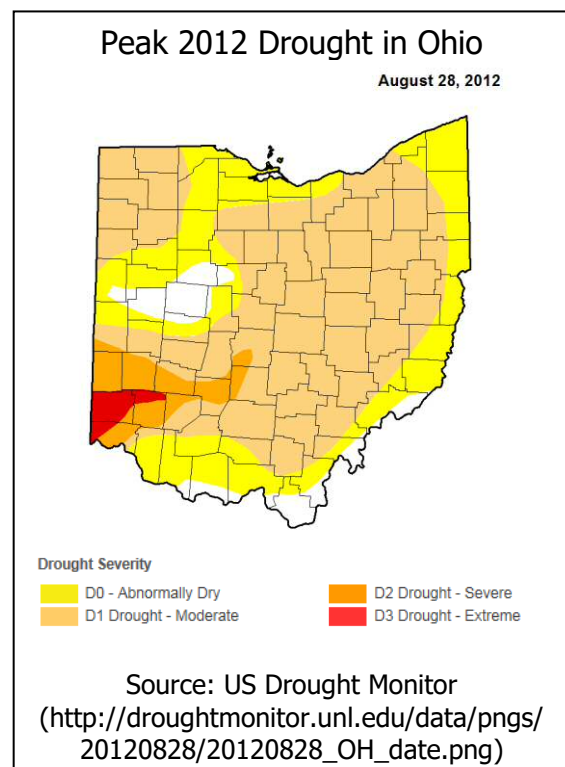 Peak 2012 Drought in Ohio
August 28, 2012
Drought Severity
D0 - Abnormally Dry
D2 Drought - Severe
D1 Drought - Moderate
D3 Drought - Extreme
Source: US Drought Monitor
(http://droughtmonitor.unl.edu/data/pngs/
20120828/20120828_OH_date.png)